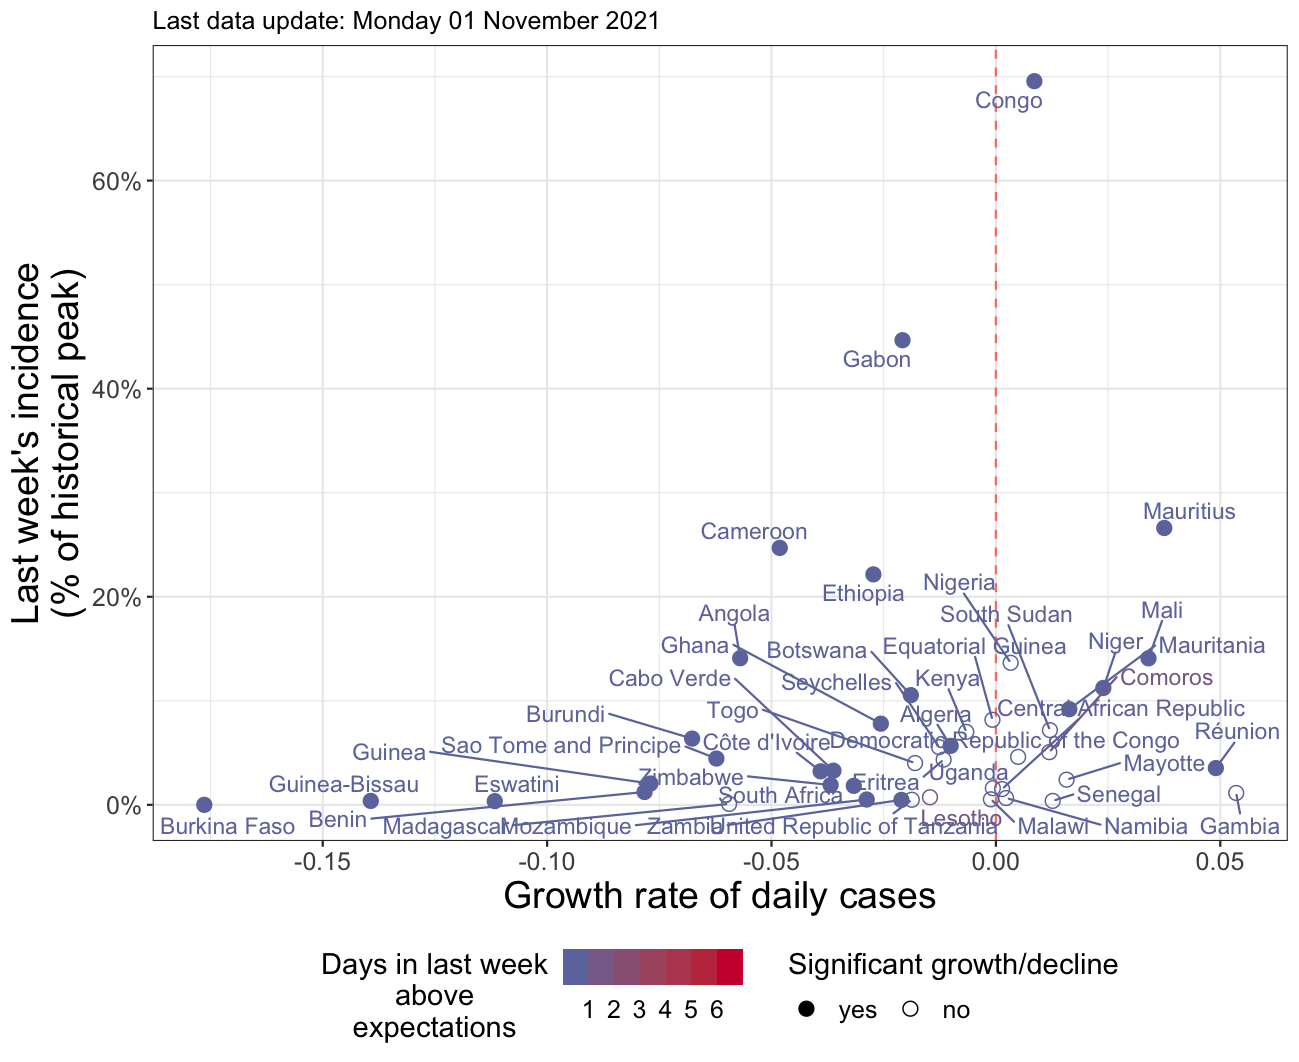 Last data update: Monday 01 November 2021
Last week's incidence
(% of historical peak)
60%
40%
20%
0%
Congo
Gabon
Mauritius
Cameroon
Ethiopia
Nigeria
Angola
South Sudan
Mali
Ghana
Botswana
Equatorial Guinea
Niger
Mauritania
Cabo Verde
Seychelles
Kenya
Comoros
Burundi
Togo
Algeria
Central African Republic
Guinea
Sao Tome and Principe
Côte d'Ivoire
Democratic Republic of the Congo
Réunion
Guinea-Bissau
Eswatini
Zimbabwe
Eritrea
Uganda
Mayotte
South Africa
Senegal
Burkina Faso
Benin
Madagascar
Mozambique
Zambia
United Republic of Tanzania
Lesotho
Malawi
Namibia
Gambia
-0.15
-0.10
-0.05
0.00
0.05
Growth rate of daily cases
Days in last week
above
expectations
1 2 3 4 5 6
Significant growth/decline
yes
no